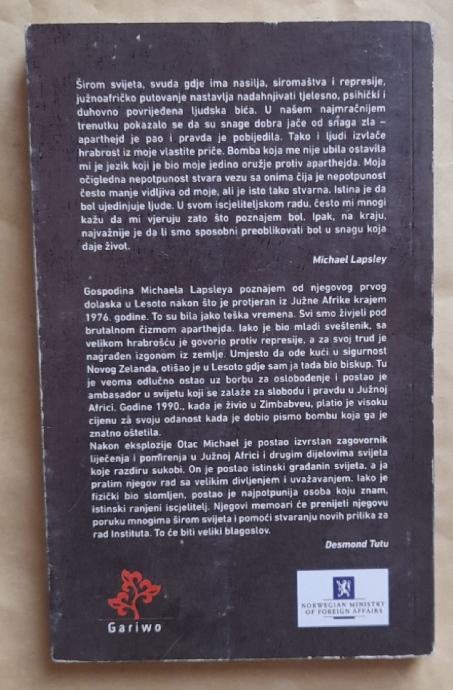 Širom svijeta, svuda gdje ima nasilja, siromaštva i represije,
južnoafričko putovanje nastavlja nadahnjivati tjelesno, psihički i
duhovno povrijeđena ljudska bića. U našem najmračnijem
trenutku pokazalo se da su snage dobra jače od snaga zla –
aparthejd je pao i pravda je pobijedila. Tako i ljudi izvlače
hrabrost iz moje vlastite priče. Bomba koja me nije ubila ostavila
mi je jezik koji je bio moje jedino oružje protiv aparthejda. Moja
očigledna nepotpunost stvara vezu sa onima čija je nepotpunost
često manje vidljiva od moje, ali je isto tako stvarna. Istina je da
bol ujedinjuje ljude. U svom iscjeliteljskom radu, često mi mnogi
kažu da mi vjeruju zato što poznajem bol. Ipak, na kraju,
najvažnije je da li smo sposobni preoblikovati bol u snagu koja
daje život.
Michael Lapsley
Gospodina Michaela Lapsleya poznajem od njegovog prvog
dolaska u Lesoto nakon što je protjeran iz Južne Afrike krajem
1976. godine. To su bila jako teška vremena. Svi smo živjeli pod
brutalnom čizmom aparthejda. Iako je bio mladi sveštenik, sa
velikom hrabrošću je govorio protiv represije, a za svoj trud je
nagrađen izgonom iz zemlje. Umjesto da ode kući u sigurnost
Novog Zelanda, otišao je u Lesoto gdje sam ja tada bio biskup. Tu
je veoma odlučno ostao uz borbu za oslobođenje i postao je
ambasador u svijetu koji se zalaže za slobodu i pravdu u Južnoj
Africi. Godine 1990., kada je živio u Zimbabveu, platio je visoku
cijenu za svoju odanost kada je dobio pismo bombu koja ga je
znatno oštetila.
Nakon eksplozije Otac Michael je postao izvrstan zagovornik
liječenja i pomirenja u Južnoj Africi i drugim dijelovima svijeta
koje razdiru sukobi. On je postao istinski građanin svijeta, a ja
pratim njegov rad sa velikim divljenjem i uvažavanjem. Iako je
fizički bio slomljen, postao je najpotpunija osoba koju znam,
istinski ranjeni iscjelitelj. Njegovi memoari će prenijeti njegovu
poruku mnogima širom svijeta i pomoći stvaranju novih prilika za
rad Instituta. To će biti veliki blagoslov.
Desmond Tutu
Gariwo
NORWEGIAN MINISTRY
OF FOREIGN AFFAIRS